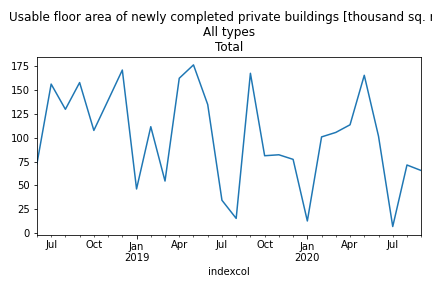 Usable floor area of newly completed private buildings [thousand sq.
All types
Total
175
150
125
100
75
50
25
0
Jul Oct Jan Apr Jul Oct Jan Apr Jul
2019 2020
indexcol